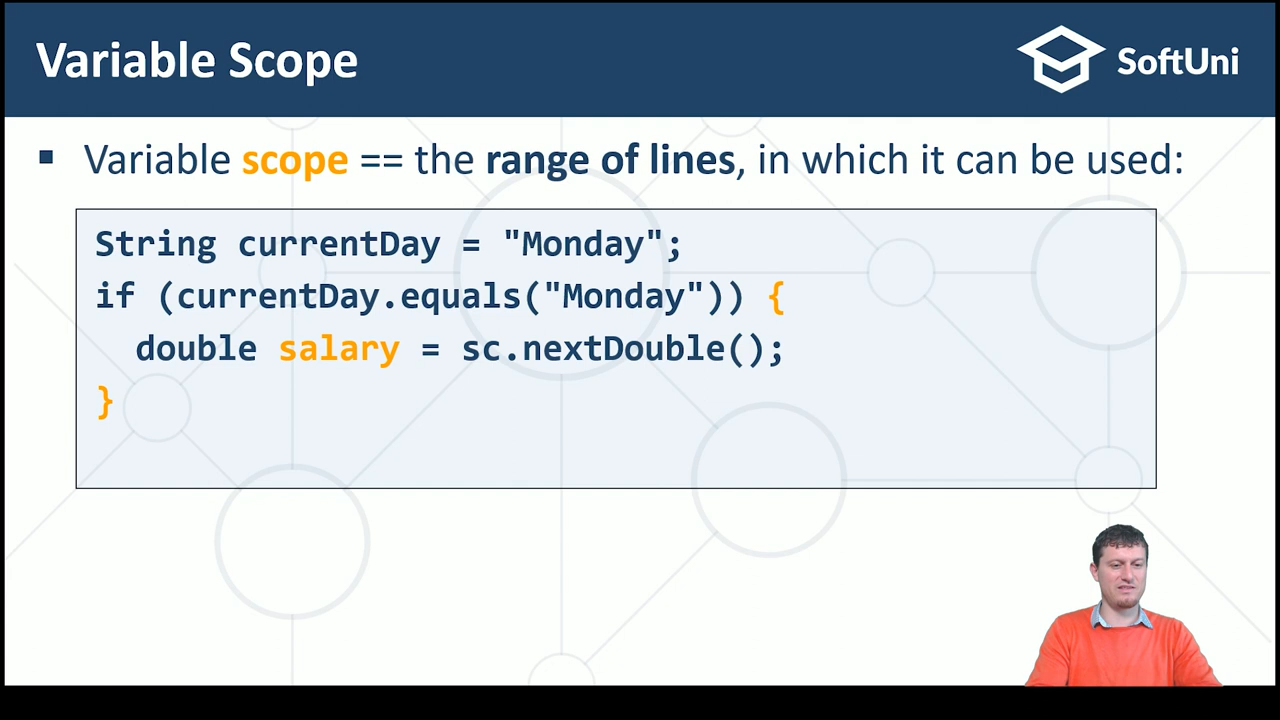 Variable Scope
SoftUni
▪ Variable scope == the range of lines, in which it can be used:
String currentDay = "Monday";
if (currentDay.equals("Monday")) {
  double salary = sc.nextDouble();
}